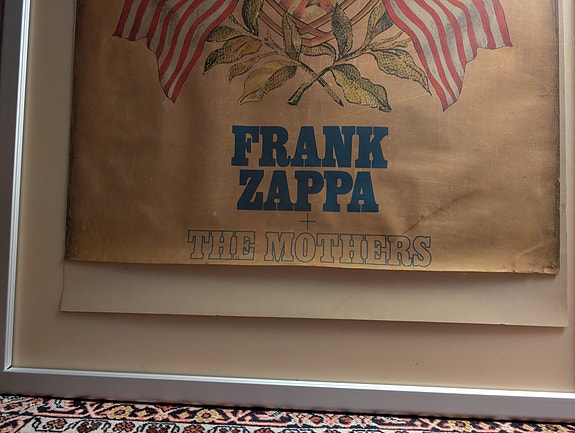 FRANK
ZAPPA
+
THE MOTHERS